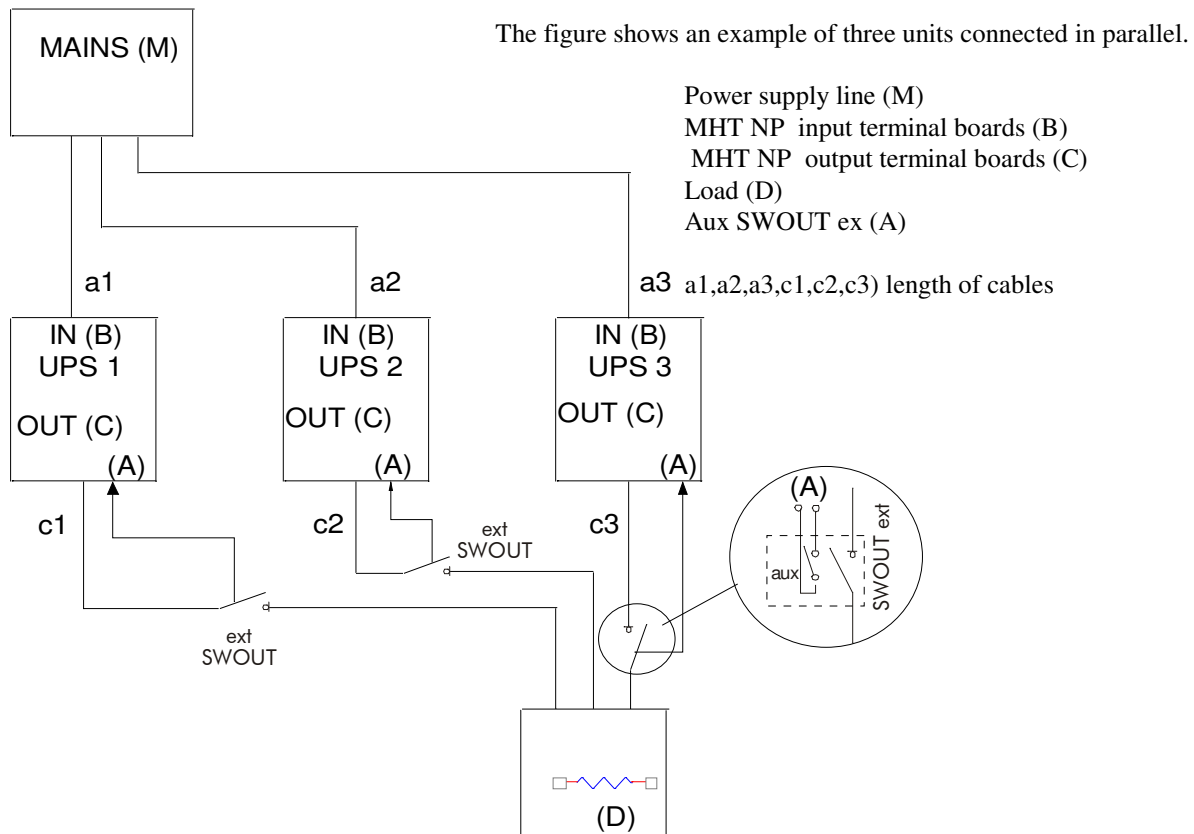 The figure shows an example of three units connected in parallel.
MAINS (M)
Power supply line (M)
MHT NP input terminal boards (B)
MHT NP output terminal boards (C)
Load (D)
Aux SWOUT ex (A)
a1
a2
a3
a1,a2,a3,c1,c2,c3) length of cables
IN (B)
UPS 1
OUT (C)
(A)
IN (B)
UPS 2
OUT (C)
(A)
IN (B)
UPS 3
OUT (C)
(A)
c1
c2
c3
ext
SWOUT
ext
SWOUT
(A)
aux
SWOUT ext
(D)